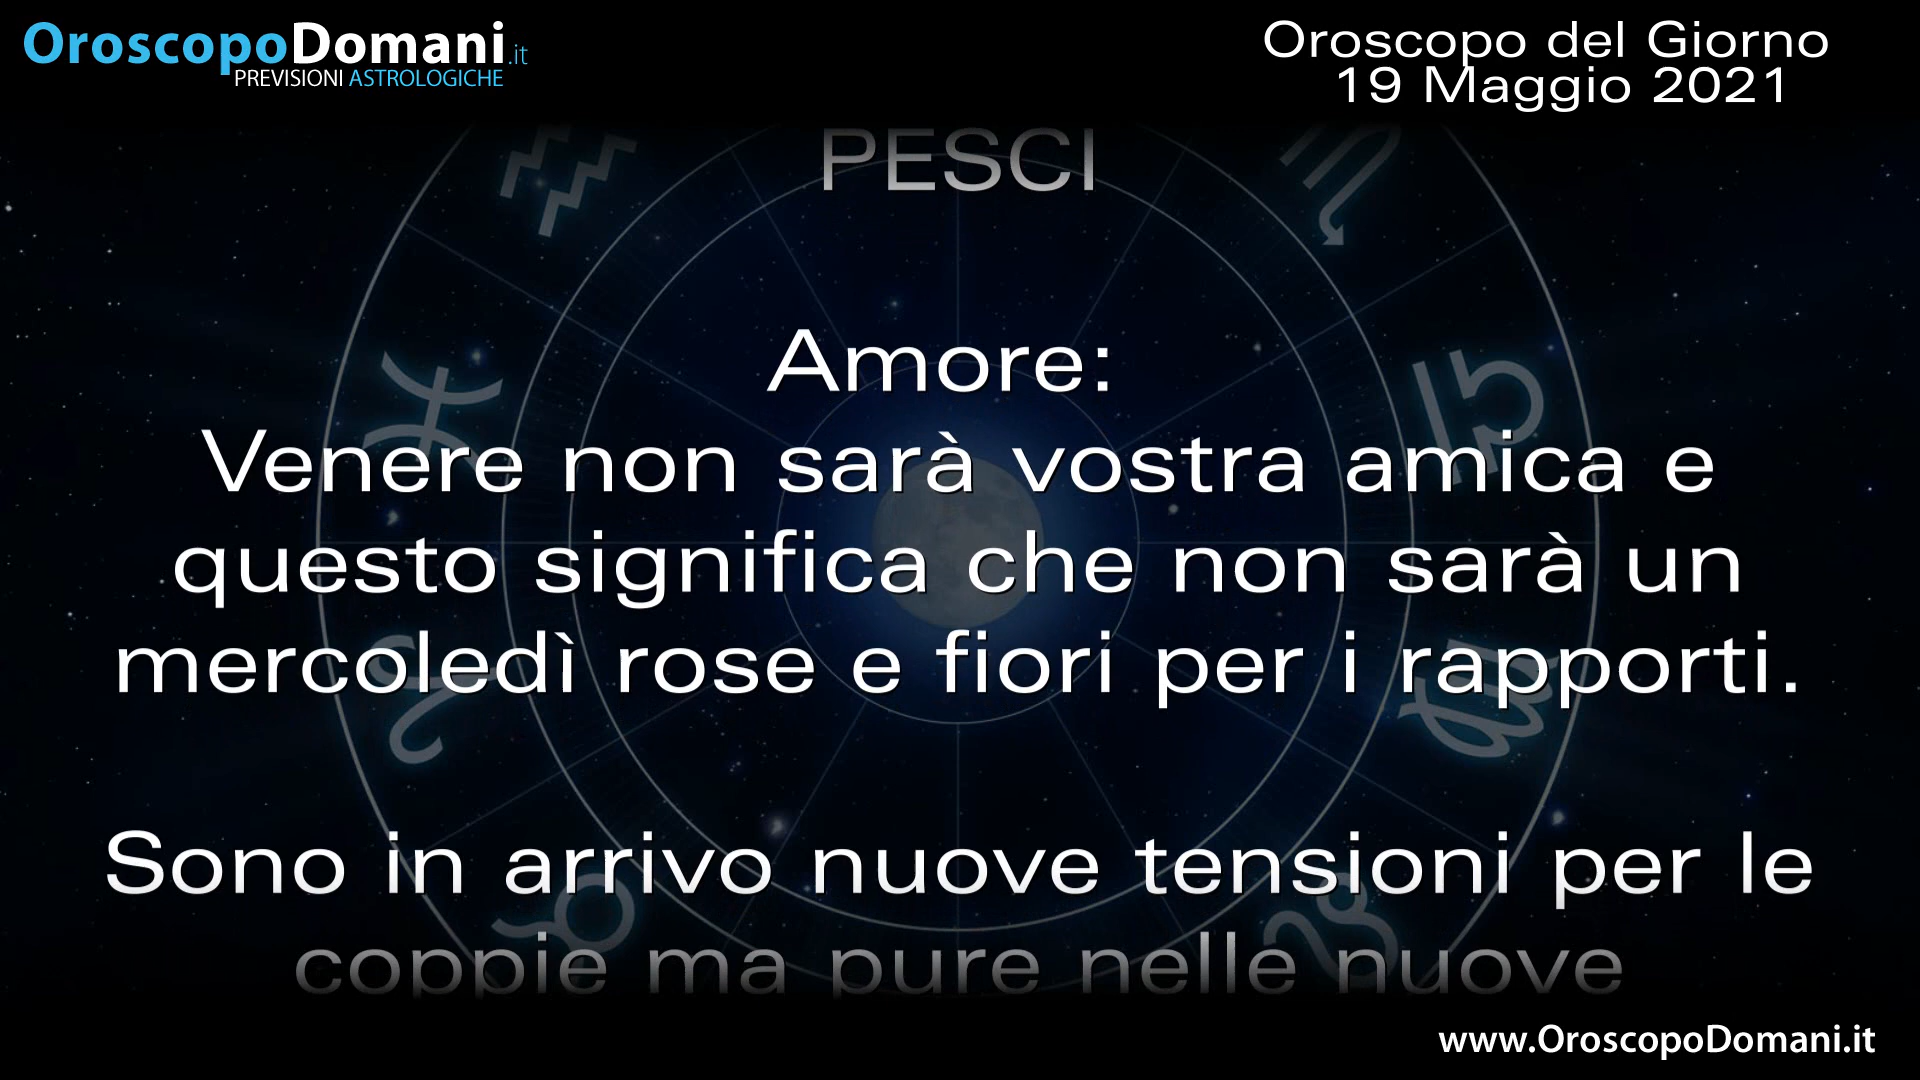 OroscopoDomani.it
PREVISIONI ASTROLOGICHE
Oroscopo del Giorno
19 Maggio 2021
PESCI
Amore:
Venere non sarà vostra amica e
questo significa che non sarà un
mercoledì rose e fiori per i rapporti.
Sono in arrivo nuove tensioni per le
coppie ma pure nelle nuove
www.OroscopoDomani.it